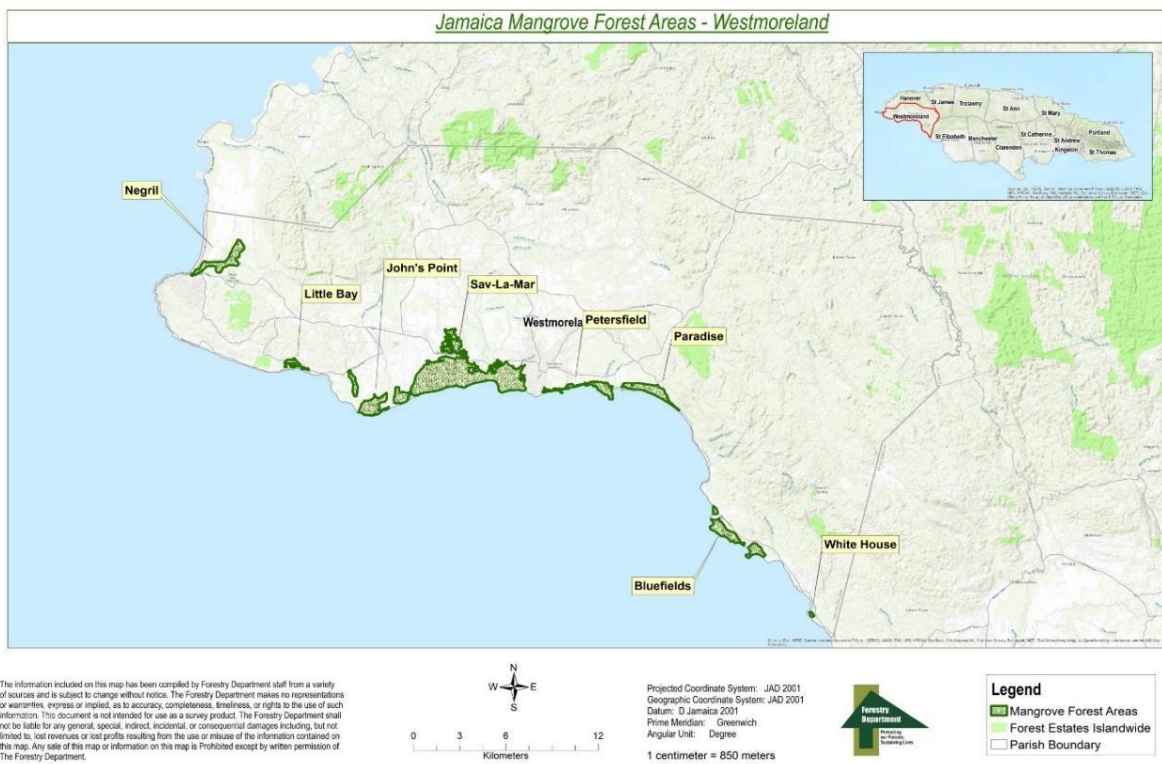 Jamaica Mangrove Forest Areas - Westmoreland
Hanover
St James
Trelawny
St Ann
St Mary
Westmoreland
St Elizabeth
Manchester
St Catherine
Portland
St Andrew
Clarendon
Kingston
St Thomas
Negril
John's Point
Sav-La-Mar
Little Bay
Westmorela
Petersfield
Paradise
White House
Bluefields
The information included on this map has been compiled by Forestry Department staff from a variety
of sources and is subject to change without notice. The Forestry Department makes no representations
or warranties, express or implied, as to accuracy, completeness, timeliness, or rights to the use of such
information. This document is not intended for use as a survey product. The Forestry Department shall
not be liable for any general, special, indirect, incidental, or consequential damages including, but not
limited to, lost revenues or lost profits resulting from the use or misuse of the information contained on
this map. Any sale of this map or information on this map is Prohibited except by written permission of
The Forestry Department.
N
W E
S
0 3 6 12
Kilometers
Projected Coordinate System: JAD 2001
Geographic Coordinate System: JAD 2001
Datum: D Jamaica 2001
Prime Meridian: Greenwich
Angular Unit: Degree
1 centimeter = 850 meters
Forestry
Department
Protecting
our Forests,
Sustaining Lives
Legend
Mangrove Forest Areas
Forest Estates Islandwide
Parish Boundary